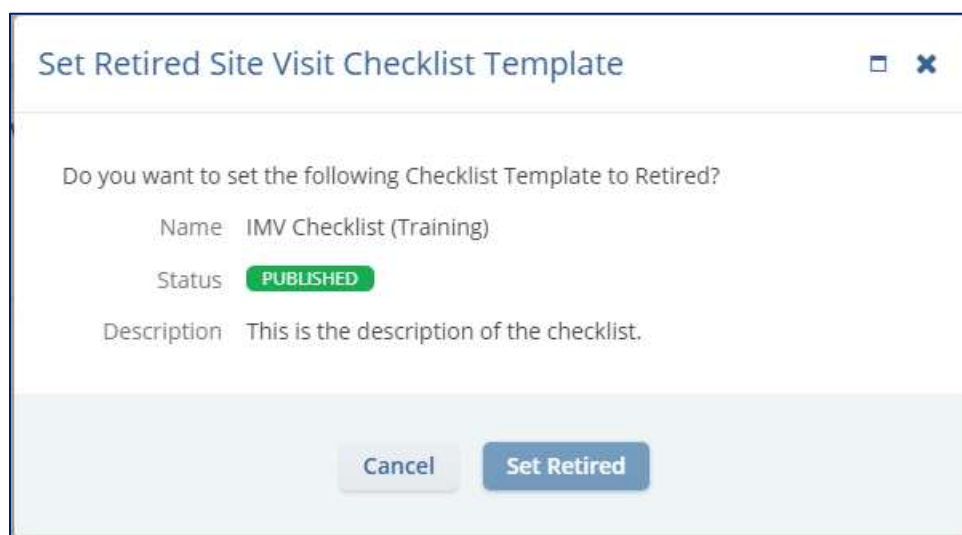 Set Retired Site Visit Checklist Template
Do you want to set the following Checklist Template to Retired?
Name IMV Checklist (Training)
Status PUBLISHED
Description This is the description of the checklist.
Cancel Set Retired